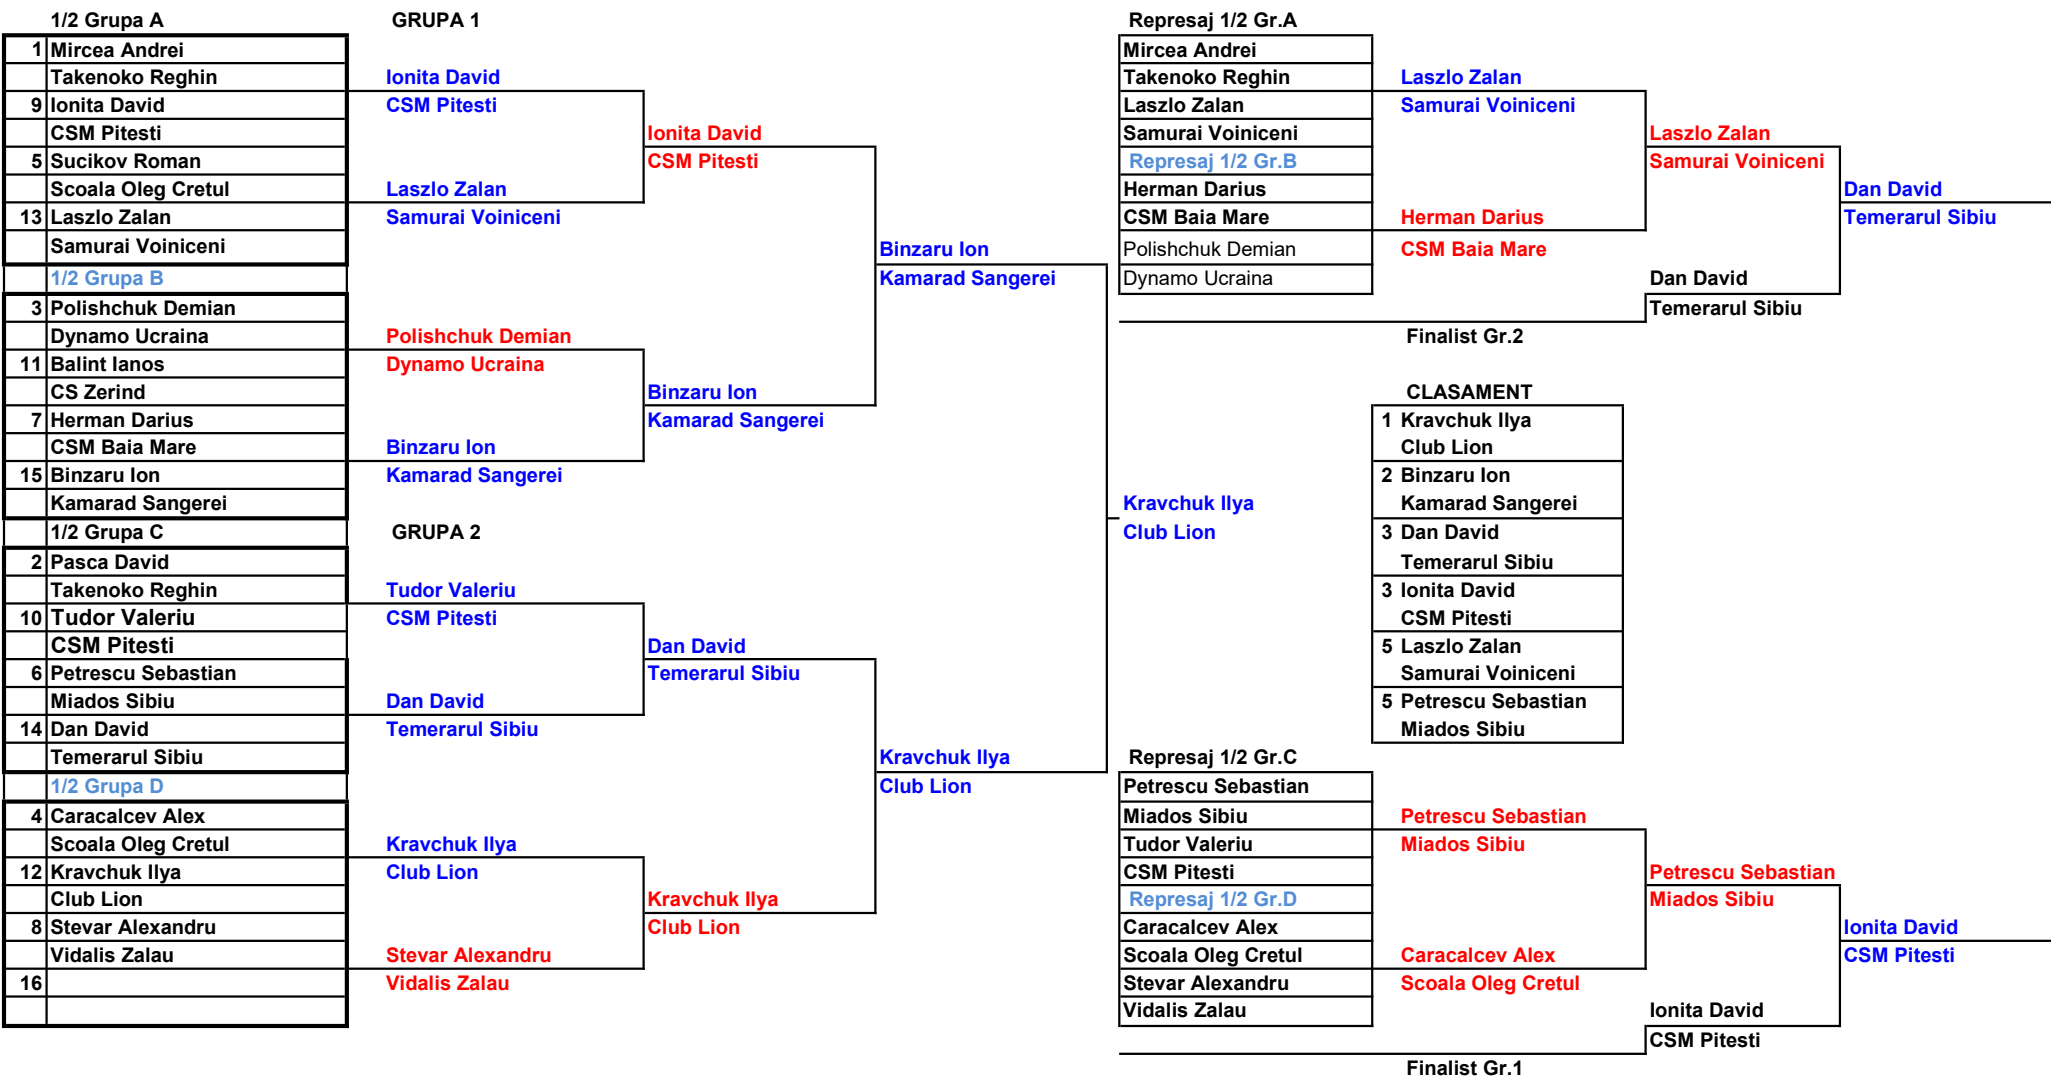 1/2 Grupa A
GRUPA 1
1 Mircea Andrei
Takenoko Reghin
9 Ionita David
CSM Pitesti
5 Sucikov Roman
Scoala Oleg Cretul
13 Laszlo Zalan
Samurai Voiniceni
1/2 Grupa B
3 Polishchuk Demian
Dynamo Ucraina
11 Balint Ianos
CS Zerind
7 Herman Darius
CSM Baia Mare
15 Binzaru Ion
Kamarad Sangerei
1/2 Grupa C
GRUPA 2
2 Pasca David
Takenoko Reghin
10 Tudor Valeriu
CSM Pitesti
6 Petrescu Sebastian
Miados Sibiu
14 Dan David
Temerarul Sibiu
1/2 Grupa D
4 Caracalcev Alex
Scoala Oleg Cretul
12 Kravchuk Ilya
Club Lion
8 Stevar Alexandru
Vidalis Zalau
16
Ionita David
CSM Pitesti
Laszlo Zalan
Samurai Voiniceni
Polishchuk Demian
Dynamo Ucraina
Binzaru Ion
Kamarad Sangerei
Tudor Valeriu
CSM Pitesti
Dan David
Temerarul Sibiu
Kravchuk Ilya
Club Lion
Stevar Alexandru
Vidalis Zalau
Ionita David
CSM Pitesti
Binzaru Ion
Kamarad Sangerei
Dan David
Temerarul Sibiu
Kravchuk Ilya
Club Lion
Binzaru Ion
Kamarad Sangerei
Kravchuk Ilya
Club Lion
Kravchuk Ilya
Club Lion
Represaj 1/2 Gr.A
Mircea Andrei
Takenoko Reghin
Laszlo Zalan
Samurai Voiniceni
Represaj 1/2 Gr.B
Herman Darius
CSM Baia Mare
Polishchuk Demian
Dynamo Ucraina
Laszlo Zalan
Samurai Voiniceni
Herman Darius
CSM Baia Mare
Laszlo Zalan
Samurai Voiniceni
Dan David
Temerarul Sibiu
Finalist Gr.2
Dan David
Temerarul Sibiu
CLASAMENT
1 Kravchuk Ilya
Club Lion
2 Binzaru Ion
Kamarad Sangerei
3 Dan David
Temerarul Sibiu
3 Ionita David
CSM Pitesti
5 Laszlo Zalan
Samurai Voiniceni
5 Petrescu Sebastian
Miados Sibiu
Represaj 1/2 Gr.C
Petrescu Sebastian
Miados Sibiu
Tudor Valeriu
CSM Pitesti
Represaj 1/2 Gr.D
Caracalcev Alex
Scoala Oleg Cretul
Stevar Alexandru
Vidalis Zalau
Petrescu Sebastian
Miados Sibiu
Caracalcev Alex
Scoala Oleg Cretul
Petrescu Sebastian
Miados Sibiu
Ionita David
CSM Pitesti
Finalist Gr.1
Ionita David
CSM Pitesti